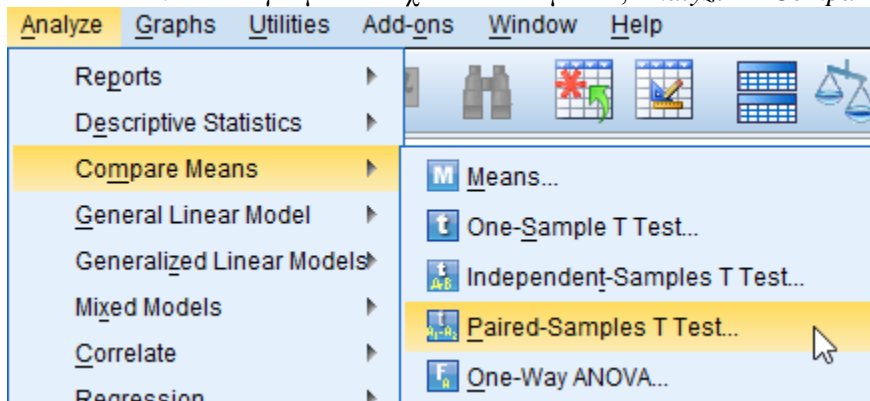 Analyze Graphs Utilities Add-ons Window Help
Reports
Descriptive Statistics
Compare Means
General Linear Model
Generalized Linear Models
Mixed Models
Correlate
Regression
Means...
One-Sample T Test...
Independent-Samples T Test...
Paired-Samples T Test...
One-Way ANOVA...